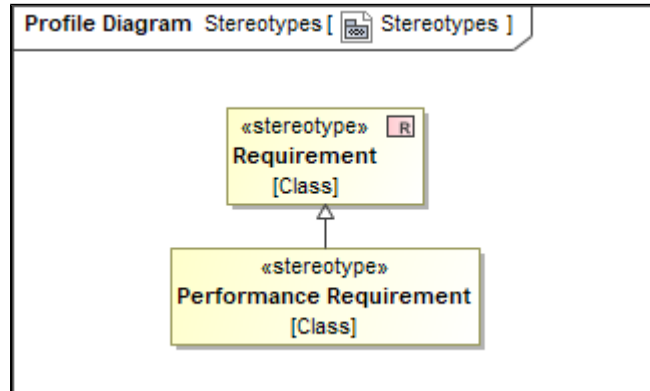 Profile Diagram Stereotypes [ Stereotypes ]
«stereotype» R
Requirement
[Class]
«stereotype»
Performance Requirement
[Class]